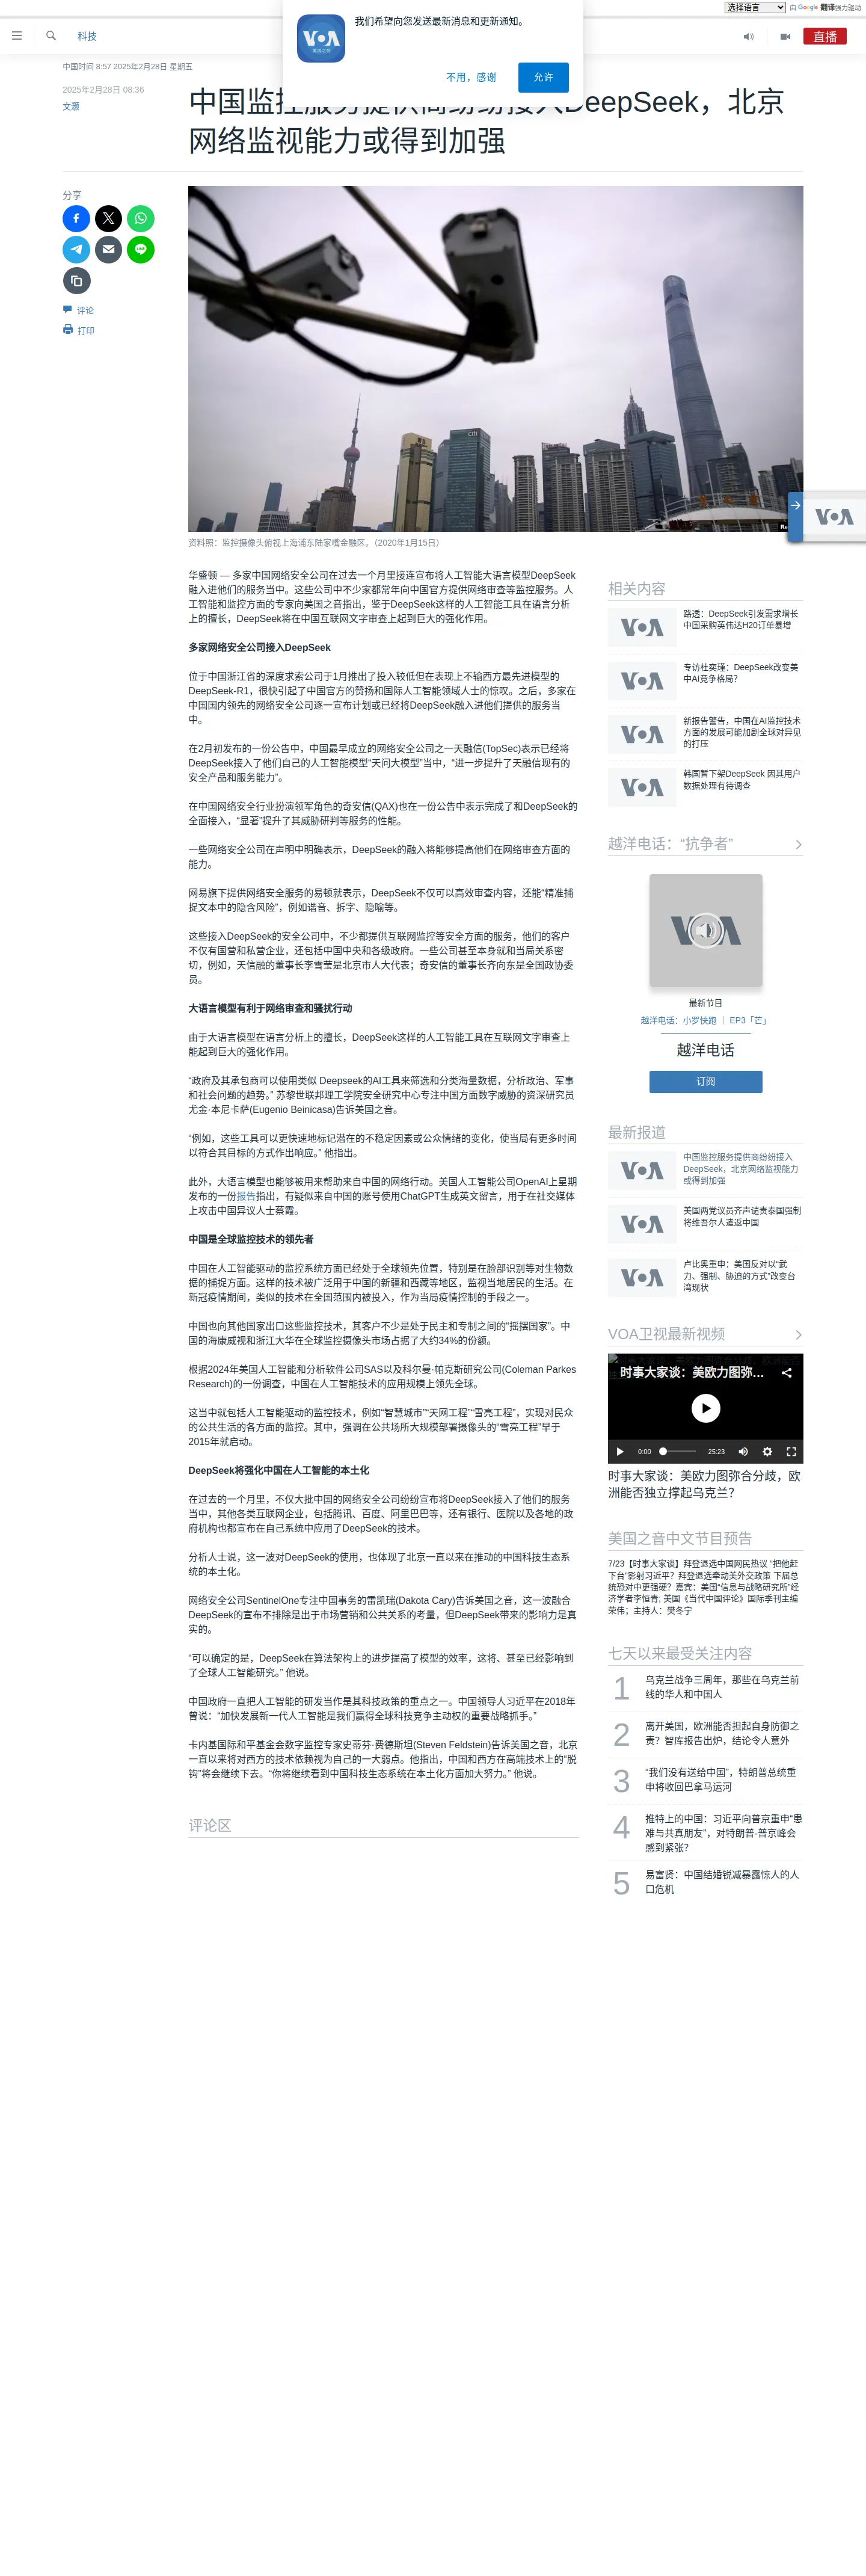 选择语言
由 Google 翻译强力驱动
科技
直播
我们希望向您发送最新消息和更新通知。
不用，感谢
允许
VOA
美国之音
中国时间 8:57 2025年2月28日 星期五
2025年2月28日 08:36
文灏
中国监控服务提供商纷纷接入DeepSeek，北京
网络监视能力或得到加强
分享
评论
打印
citi
资料照：监控摄像头俯视上海浦东陆家嘴金融区。（2020年1月15日）
华盛顿 — 多家中国网络安全公司在过去一个月里接连宣布将人工智能大语言模型DeepSeek
融入进他们的服务当中。这些公司中不少家都常年向中国官方提供网络审查等监控服务。人
工智能和监控方面的专家向美国之音指出，鉴于DeepSeek这样的人工智能工具在语言分析
上的擅长，DeepSeek将在中国互联网文字审查上起到巨大的强化作用。
多家网络安全公司接入DeepSeek
位于中国浙江省的深度求索公司于1月推出了投入较低但在表现上不输西方最先进模型的
DeepSeek-R1，很快引起了中国官方的赞扬和国际人工智能领域人士的惊叹。之后，多家在
中国国内领先的网络安全公司逐一宣布计划或已经将DeepSeek融入进他们提供的服务当
中。
在2月初发布的一份公告中，中国最早成立的网络安全公司之一天融信(TopSec)表示已经将
DeepSeek接入了他们自己的人工智能模型“天问大模型”当中，“进一步提升了天融信现有的
安全产品和服务能力”。
在中国网络安全行业扮演领军角色的奇安信(QAX)也在一份公告中表示完成了和DeepSeek的
全面接入，“显著”提升了其威胁研判等服务的性能。
一些网络安全公司在声明中明确表示，DeepSeek的融入将能够提高他们在网络审查方面的
能力。
网易旗下提供网络安全服务的易顿就表示，DeepSeek不仅可以高效审查内容，还能“精准捕
捉文本中的隐含风险”，例如谐音、拆字、隐喻等。
这些接入DeepSeek的安全公司中，不少都提供互联网监控等安全方面的服务，他们的客户
不仅有国营和私营企业，还包括中国中央和各级政府。一些公司甚至本身就和当局关系密
切，例如，天信融的董事长李雪莹是北京市人大代表；奇安信的董事长齐向东是全国政协委
员。
大语言模型有利于网络审查和骚扰行动
由于大语言模型在语言分析上的擅长，DeepSeek这样的人工智能工具在互联网文字审查上
能起到巨大的强化作用。
“政府及其承包商可以使用类似 Deepseek的AI工具来筛选和分类海量数据，分析政治、军事
和社会问题的趋势。” 苏黎世联邦理工学院安全研究中心专注中国方面数字威胁的资深研究员
尤金·本尼卡萨(Eugenio Beinicasa)告诉美国之音。
“例如，这些工具可以更快速地标记潜在的不稳定因素或公众情绪的变化，使当局有更多时间
以符合其目标的方式作出响应。” 他指出。
此外，大语言模型也能够被用来帮助来自中国的网络行动。美国人工智能公司OpenAI上星期
发布的一份报告指出，有疑似来自中国的账号使用ChatGPT生成英文留言，用于在社交媒体
上攻击中国异议人士蔡霞。
中国是全球监控技术的领先者
中国在人工智能驱动的监控系统方面已经处于全球领先位置，特别是在脸部识别等对生物数
据的捕捉方面。这样的技术被广泛用于中国的新疆和西藏等地区，监视当地居民的生活。在
新冠疫情期间，类似的技术在全国范围内被投入，作为当局疫情控制的手段之一。
中国也向其他国家出口这些监控技术，其客户不少是处于民主和专制之间的“摇摆国家”。中
国的海康威视和浙江大华在全球监控摄像头市场占据了大约34%的份额。
根据2024年美国人工智能和分析软件公司SAS以及科尔曼·帕克斯研究公司(Coleman Parkes
Research)的一份调查，中国在人工智能技术的应用规模上领先全球。
这当中就包括人工智能驱动的监控技术，例如“智慧城市”“天网工程”“雪亮工程”，实现对民众
的公共生活的各方面的监控。其中，强调在公共场所大规模部署摄像头的“雪亮工程”早于
2015年就启动。
DeepSeek将强化中国在人工智能的本土化
在过去的一个月里，不仅大批中国的网络安全公司纷纷宣布将DeepSeek接入了他们的服务
当中，其他各类互联网企业，包括腾讯、百度、阿里巴巴等，还有银行、医院以及各地的政
府机构也都宣布在自己系统中应用了DeepSeek的技术。
分析人士说，这一波对DeepSeek的使用，也体现了北京一直以来在推动的中国科技生态系
统的本土化。
网络安全公司SentinelOne专注中国事务的雷凯瑞(Dakota Cary)告诉美国之音，这一波融合
DeepSeek的宣布不排除是出于市场营销和公共关系的考量，但DeepSeek带来的影响力是真
实的。
“可以确定的是，DeepSeek在算法架构上的进步提高了模型的效率，这将、甚至已经影响到
了全球人工智能研究。” 他说。
中国政府一直把人工智能的研发当作是其科技政策的重点之一。中国领导人习近平在2018年
曾说：“加快发展新一代人工智能是我们赢得全球科技竞争主动权的重要战略抓手。”
卡内基国际和平基金会数字监控专家史蒂芬·费德斯坦(Steven Feldstein)告诉美国之音，北京
一直以来将对西方的技术依赖视为自己的一大弱点。他指出，中国和西方在高端技术上的“脱
钩”将会继续下去。“你将继续看到中国科技生态系统在本土化方面加大努力。” 他说。
评论区
相关内容
路透：DeepSeek引发需求增长
中国采购英伟达H20订单暴增
专访杜奕瑾：DeepSeek改变美
中AI竞争格局？
新报告警告，中国在AI监控技术
方面的发展可能加剧全球对异见
的打压
韩国暂下架DeepSeek 因其用户
数据处理有待调查
越洋电话：“抗争者”
最新节目
越洋电话：小罗快跑 ｜ EP3「芒」
越洋电话
订阅
最新报道
中国监控服务提供商纷纷接入
DeepSeek，北京网络监视能力
或得到加强
美国两党议员齐声谴责泰国强制
将维吾尔人遣返中国
卢比奥重申：美国反对以“武
力、强制、胁迫的方式”改变台
湾现状
VOA卫视最新视频
时事大家谈：美欧力图弥…
0:00
25:23
时事大家谈：美欧力图弥合分歧，欧
洲能否独立撑起乌克兰？
美国之音中文节目预告
7/23【时事大家谈】拜登退选中国网民热议 “把他赶
下台”影射习近平？拜登退选牵动美外交政策 下届总
统恐对中更强硬？嘉宾：美国“信息与战略研究所”经
济学者李恒青; 美国《当代中国评论》国际季刊主编
荣伟；主持人：樊冬宁
七天以来最受关注内容
1
乌克兰战争三周年，那些在乌克兰前
线的华人和中国人
2
离开美国，欧洲能否担起自身防御之
责？智库报告出炉，结论令人意外
3
“我们没有送给中国”，特朗普总统重
申将收回巴拿马运河
4
推特上的中国：习近平向普京重申“患
难与共真朋友”，对特朗普-普京峰会
感到紧张？
5
易富贤：中国结婚锐减暴露惊人的人
口危机